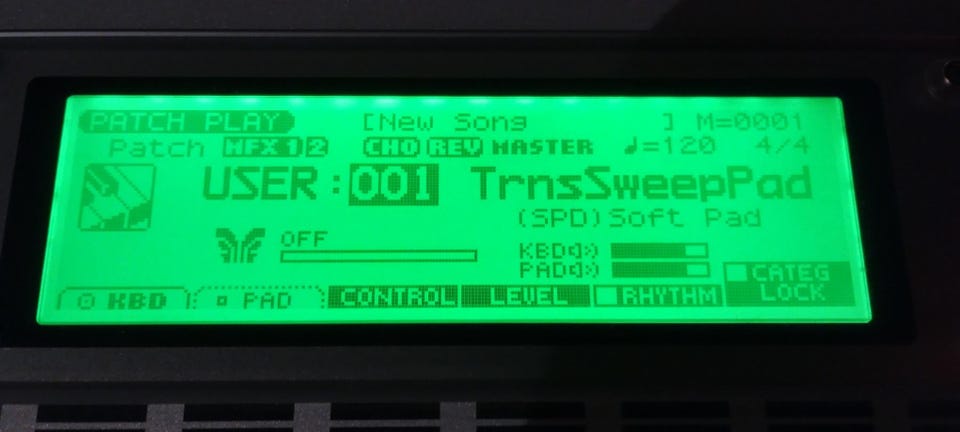 PATCH PLAY [New Song ] M=0001
Patch MFX 1 2 CHO REV MASTER ♩=120 4/4
USER:001 TrnsSweepPad
(SPD)Soft Pad
OFF
KBD
PAD
KBD PAD CONTROL LEVEL RHYTHM CATEG LOCK